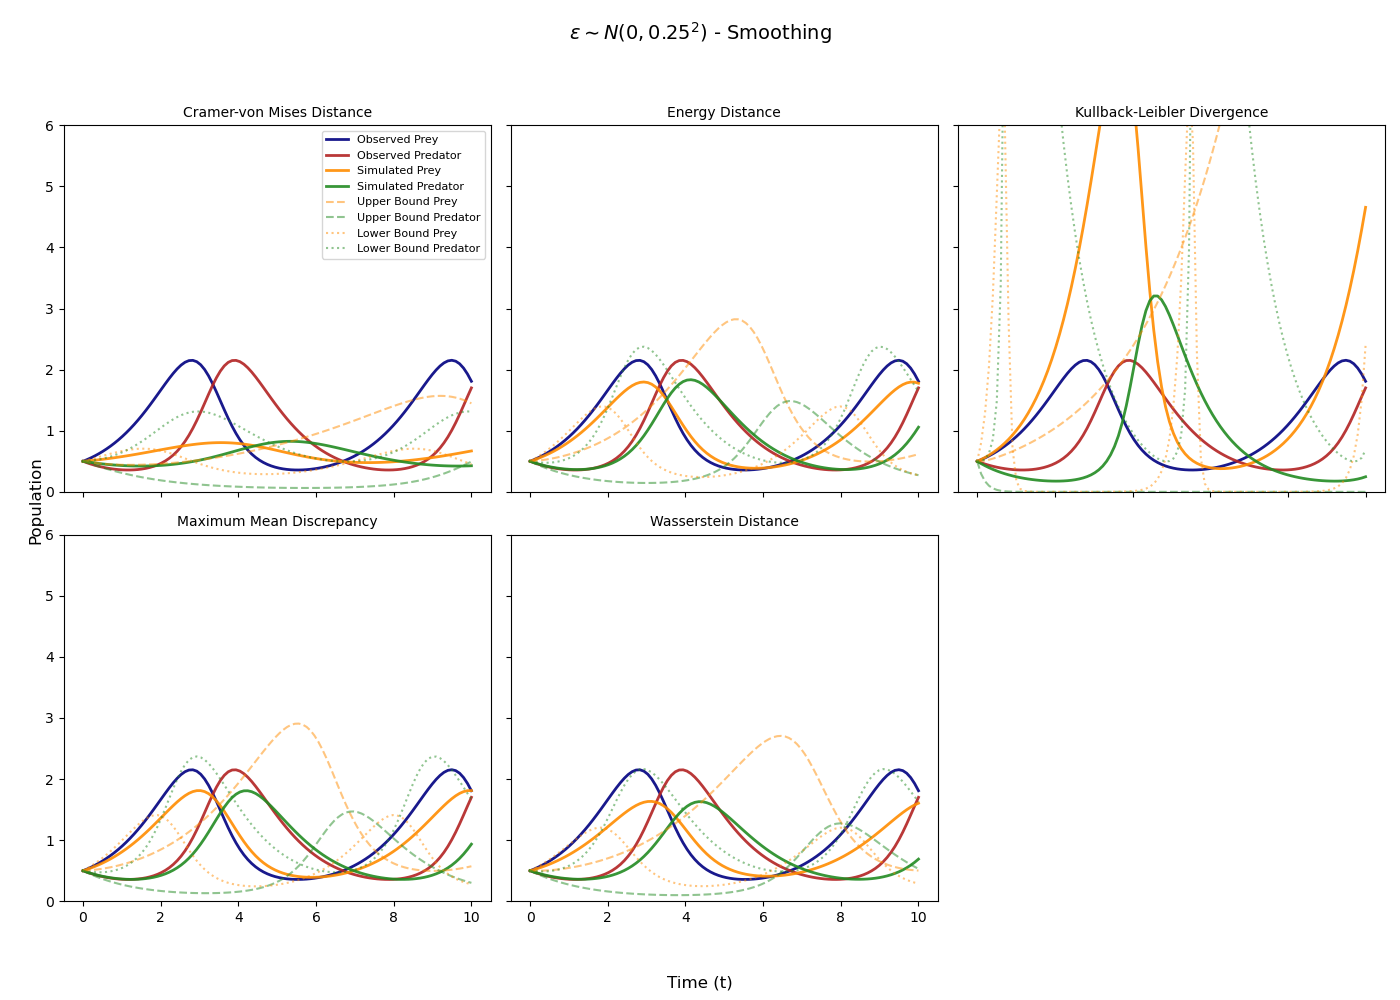 ε ~ N(0, 0.25²) - Smoothing
Cramer-von Mises Distance
Energy Distance
Kullback-Leibler Divergence
6
5
4
3
2
1
0
Observed Prey
Observed Predator
Simulated Prey
Simulated Predator
Upper Bound Prey
Upper Bound Predator
Lower Bound Prey
Lower Bound Predator
Population
Maximum Mean Discrepancy
Wasserstein Distance
6
5
4
3
2
1
0
0 2 4 6 8 10
0 2 4 6 8 10
Time (t)